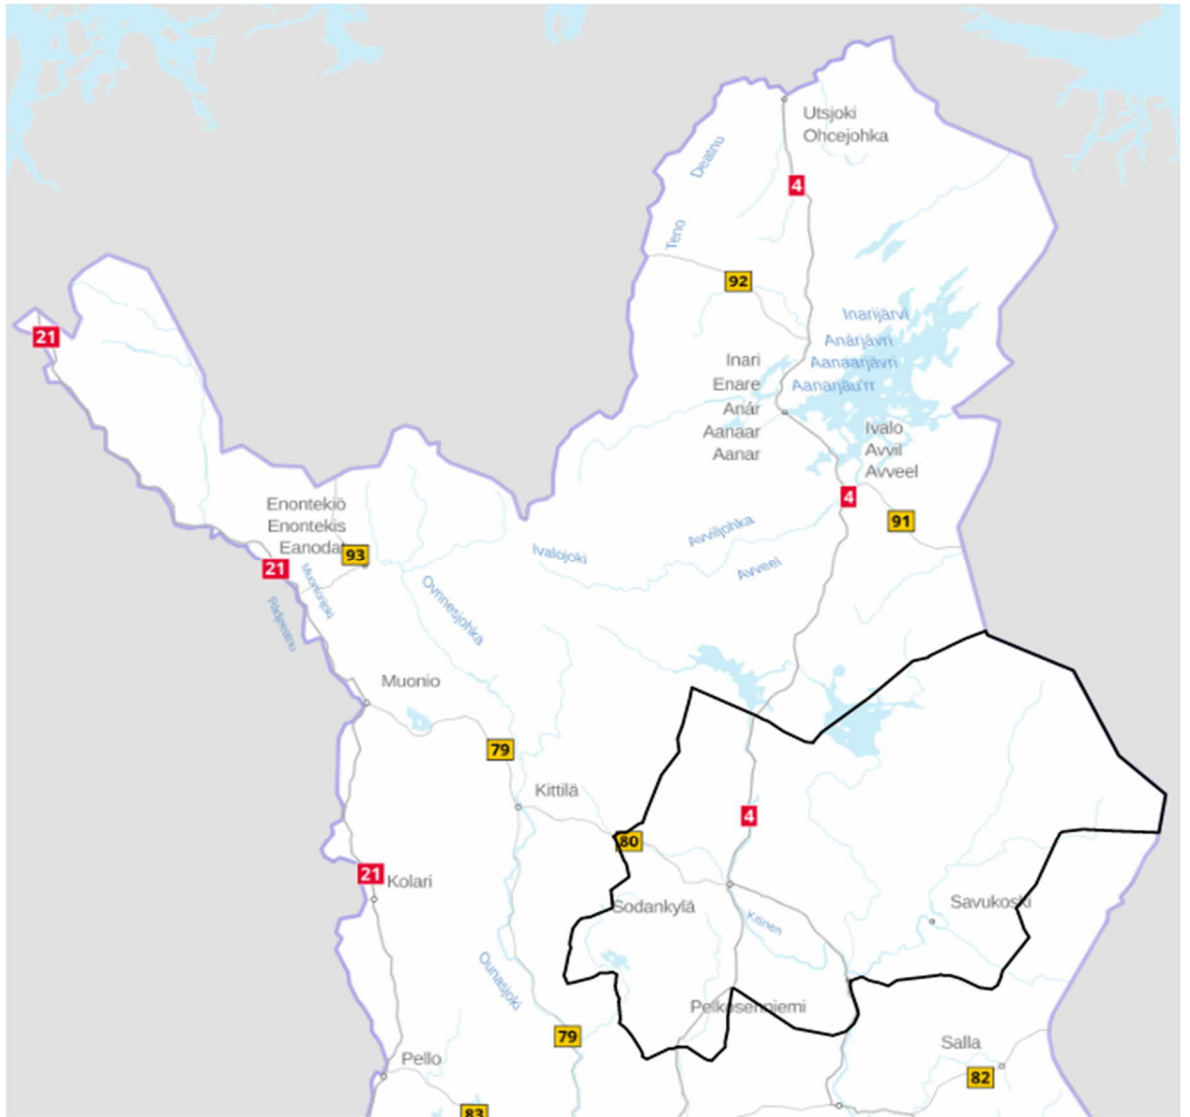 Utsjoki
Ohcejohka
Deatnu
4
Teno
92
21
Inarijärvi
Anárjávri
Aanaarjävri
Aanarjäu'rr
Inari
Enare
Anár
Aanaar
Aanar
Ivalo
Avvil
Avveel
4
91
Enontekiö
Enontekis
Eanodat
93
21
Ivalojoki
Avviljohka
Avveel
Muonionjoki
Ovnnesjohka
Muonio
79
Kittilä
4
80
21
Kolari
Sodankylä
Kitinen
Savukoski
Ounasjoki
Pelkosenniemi
79
Salla
82
Pello
83